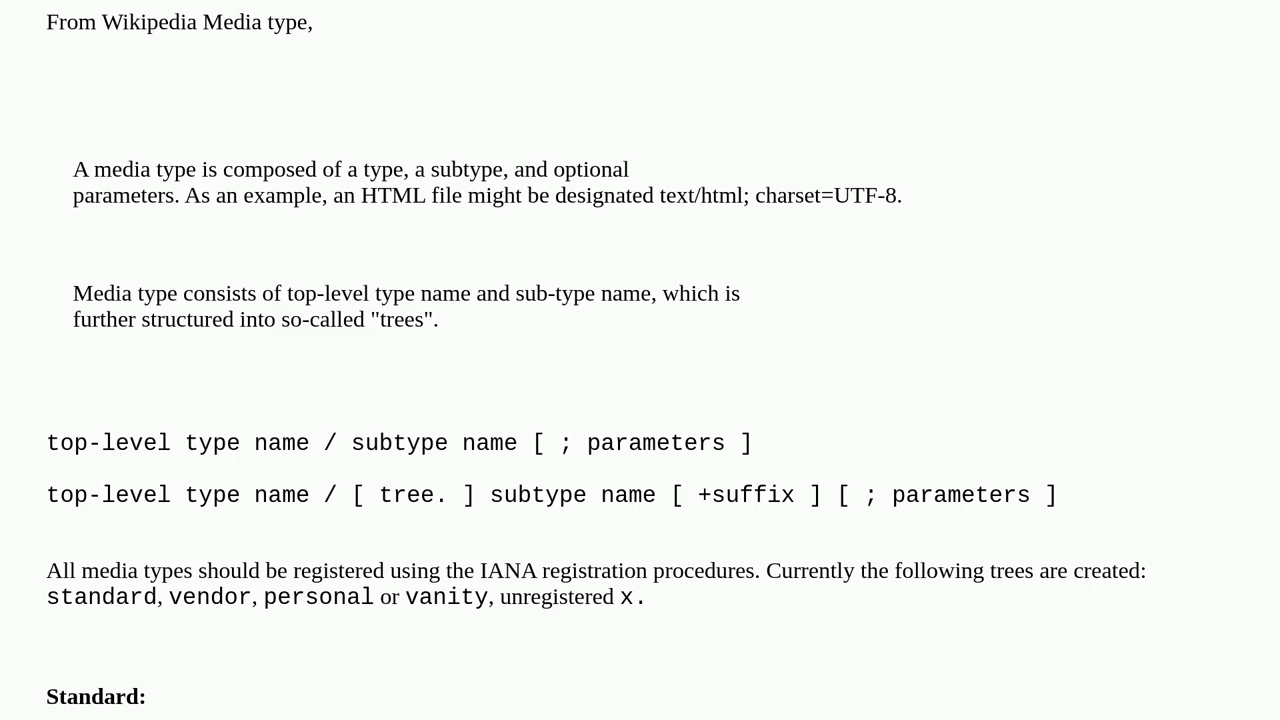 From Wikipedia Media type,
A media type is composed of a type, a subtype, and optional
parameters. As an example, an HTML file might be designated text/html; charset=UTF-8.
Media type consists of top-level type name and sub-type name, which is
further structured into so-called "trees".
top-level type name / subtype name [ ; parameters ]
top-level type name / [ tree. ] subtype name [ +suffix ] [ ; parameters ]
All media types should be registered using the IANA registration procedures. Currently the following trees are created:
standard, vendor, personal or vanity, unregistered x.
Standard: